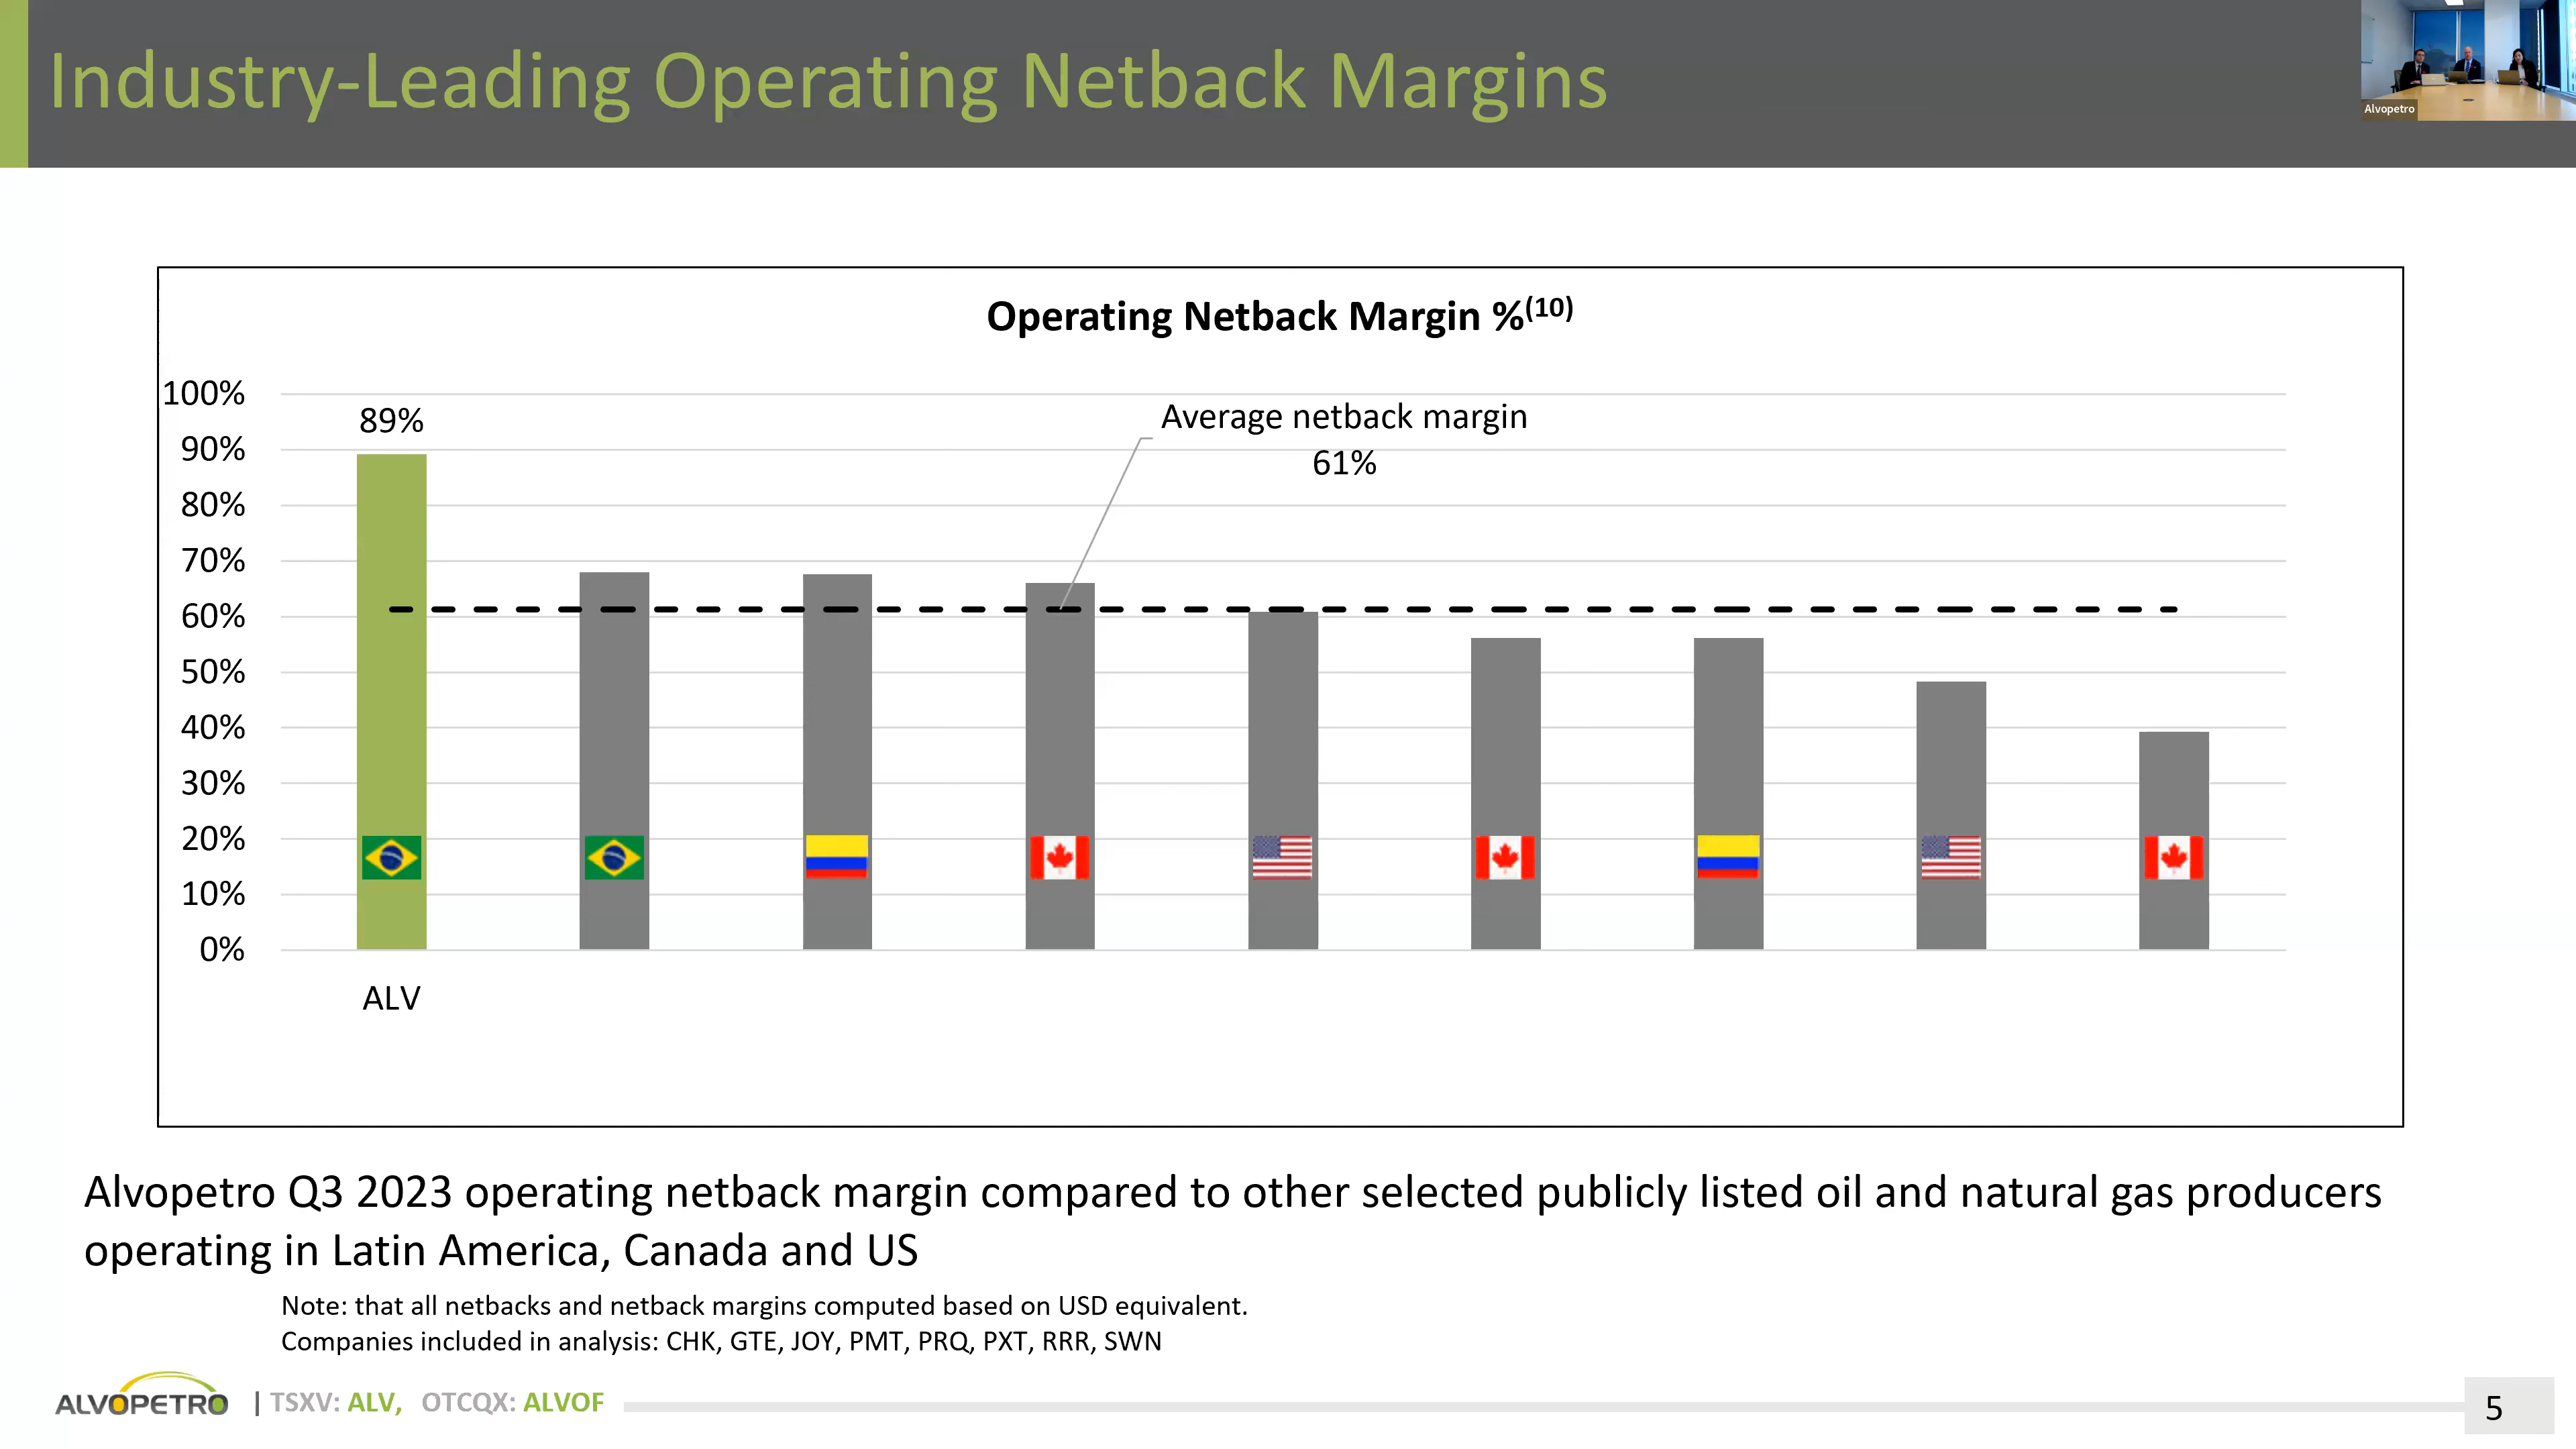 Industry-Leading Operating Netback Margins
Alvopetro
Operating Netback Margin %(10)
100%
90%
80%
70%
60%
50%
40%
30%
20%
10%
0%
89%
Average netback margin
61%
ALV
Alvopetro Q3 2023 operating netback margin compared to other selected publicly listed oil and natural gas producers
operating in Latin America, Canada and US
Note: that all netbacks and netback margins computed based on USD equivalent.
Companies included in analysis: CHK, GTE, JOY, PMT, PRQ, PXT, RRR, SWN
ALVOPETRO | TSXV: ALV, OTCQX: ALVOF
5